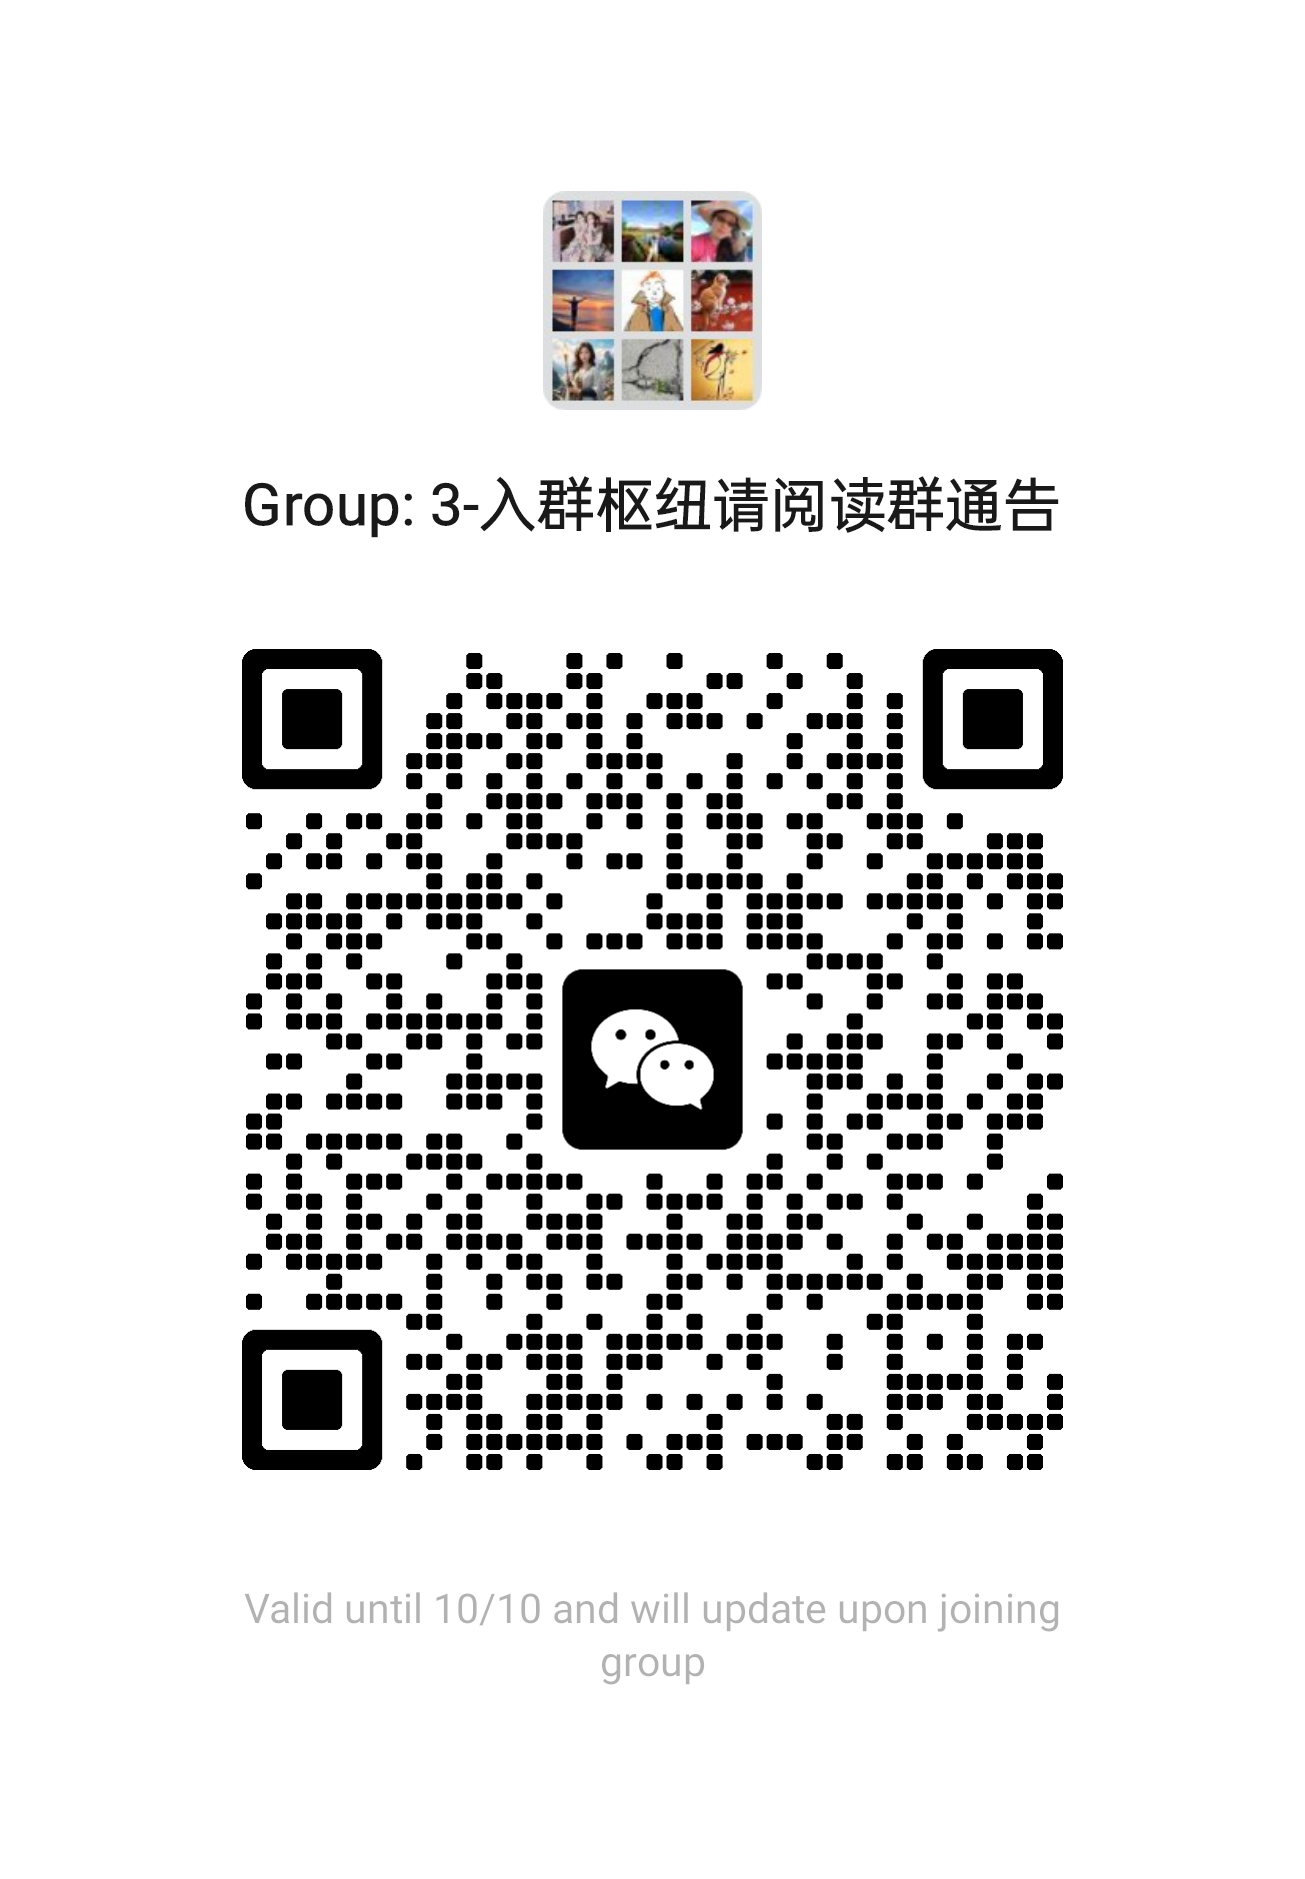 Group: 3-入群枢纽请阅读群通告
Valid until 10/10 and will update upon joining
group